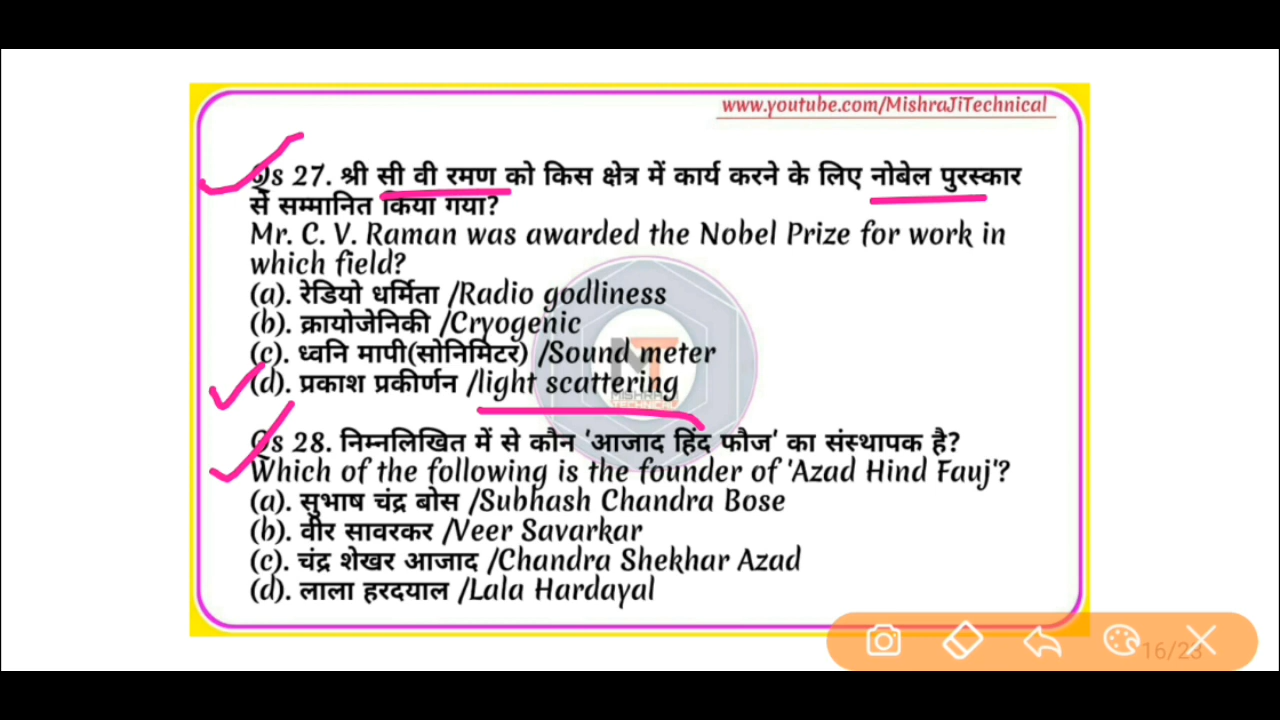 www.youtube.com/MishraJiTechnical
Qs 27. श्री सी वी रमण को किस क्षेत्र में कार्य करने के लिए नोबेल पुरस्कार
से सम्मानित किया गया?
Mr. C. V. Raman was awarded the Nobel Prize for work in
which field?
(a). रेडियो धर्मिता /Radio godliness
(b). क्रायोजेनिकी /Cryogenic
(c). ध्वनि मापी(सोनिमिटर) /Sound meter
(d). प्रकाश प्रकीर्णन /light scattering
MT
MISHRAJI
TECHNICAL
Qs 28. निम्नलिखित में से कौन 'आजाद हिंद फौज' का संस्थापक है?
Which of the following is the founder of 'Azad Hind Fauj'?
(a). सुभाष चंद्र बोस /Subhash Chandra Bose
(b). वीर सावरकर /Veer Savarkar
(c). चंद्र शेखर आजाद /Chandra Shekhar Azad
(d). लाला हरदयाल /Lala Hardayal
16/23